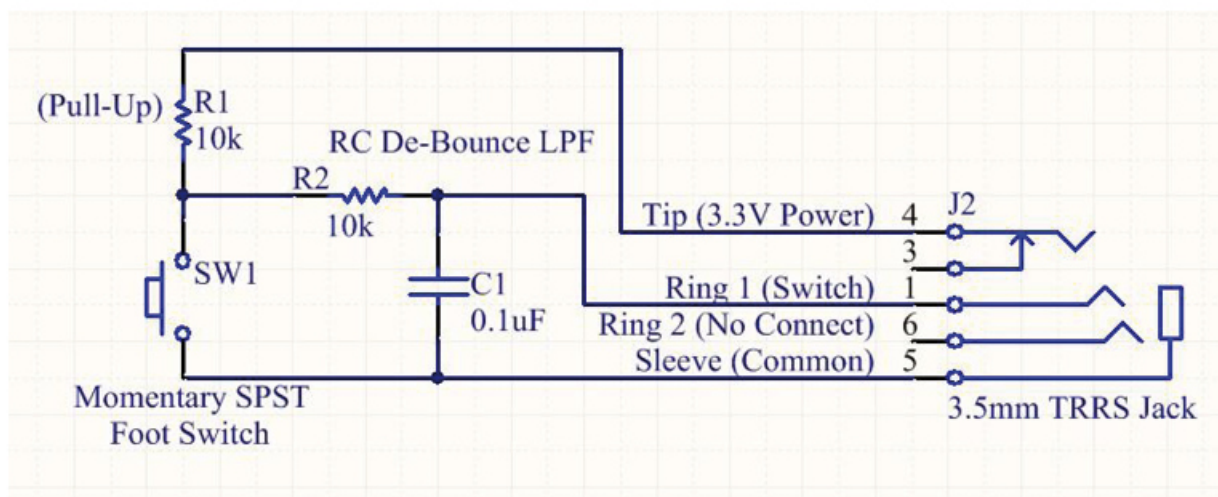 (Pull-Up)
R1
10k
RC De-Bounce LPF
R2
10k
SW1
C1
0.1uF
Momentary SPST
Foot Switch
Tip (3.3V Power)
4
J2
3
Ring 1 (Switch)
1
Ring 2 (No Connect)
6
Sleeve (Common)
5
3.5mm TRRS Jack